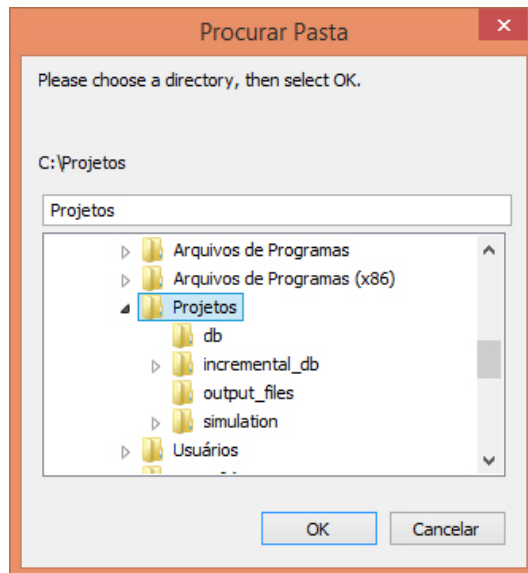 Procurar Pasta
Please choose a directory, then select OK.
C:\Projetos
Projetos
Arquivos de Programas
Arquivos de Programas (x86)
Projetos
db
incremental_db
output_files
simulation
Usuários
OK Cancelar